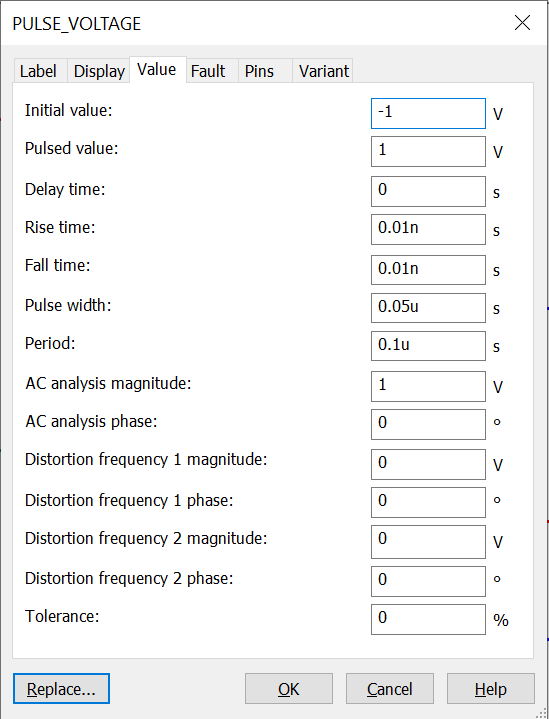 PULSE_VOLTAGE
Label Display Value Fault Pins Variant
Initial value: -1 V
Pulsed value: 1 V
Delay time: 0 s
Rise time: 0.01n s
Fall time: 0.01n s
Pulse width: 0.05u s
Period: 0.1u s
AC analysis magnitude: 1 V
AC analysis phase: 0 °
Distortion frequency 1 magnitude: 0 V
Distortion frequency 1 phase: 0 °
Distortion frequency 2 magnitude: 0 V
Distortion frequency 2 phase: 0 °
Tolerance: 0 %
Replace... OK Cancel Help